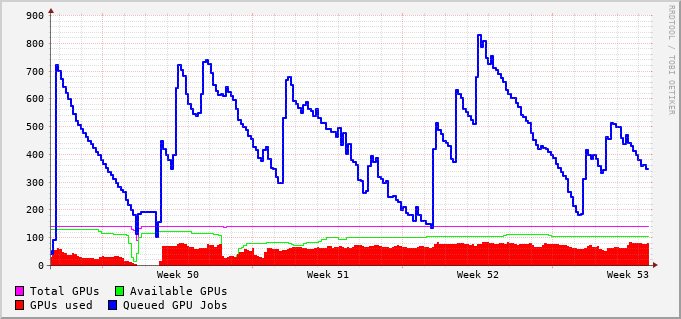 900
800
700
600
500
400
300
200
100
0
Week 50 Week 51 Week 52 Week 53
Total GPUs Available GPUs
GPUs used Queued GPU Jobs
RRDTOOL / TOBI OETIKER